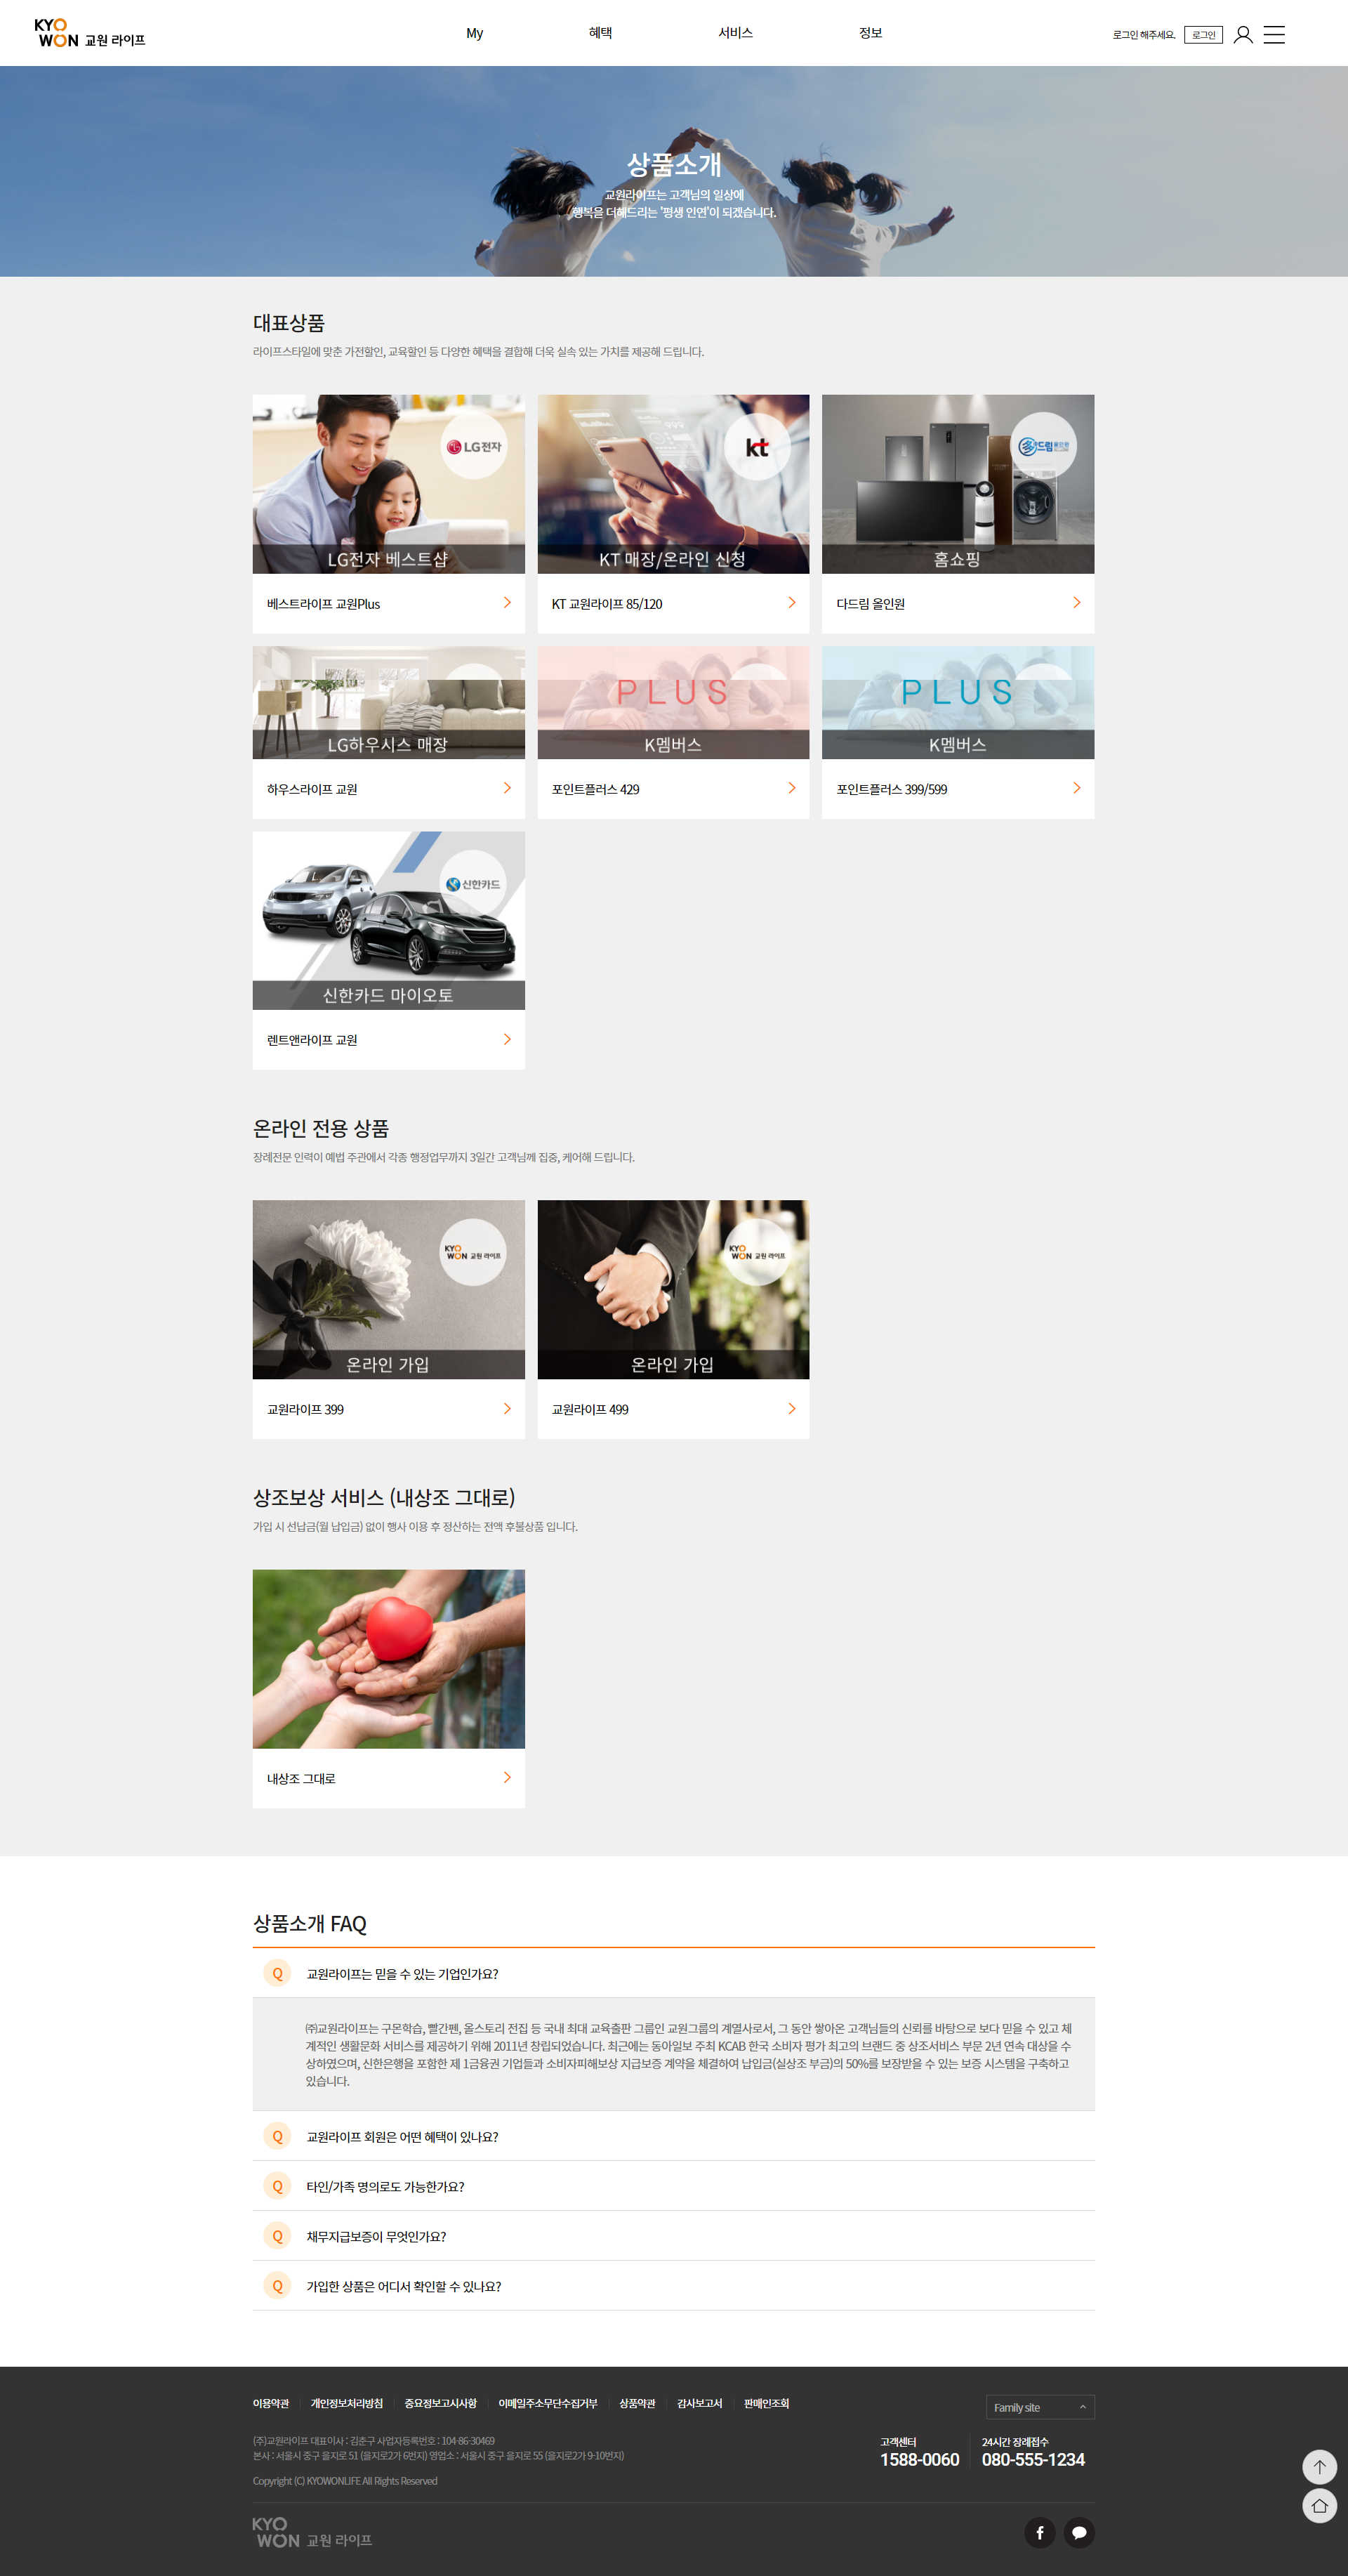 KYO
WON 교원 라이프
My
혜택
서비스
정보
로그인 해주세요.
로그인
상품소개
교원라이프는 고객님의 일상에
행복을 더해드리는 '평생 인연'이 되겠습니다.
대표상품
라이프스타일에 맞춘 가전할인, 교육할인 등 다양한 혜택을 결합해 더욱 실속 있는 가치를 제공해 드립니다.
LG전자
LG전자 베스트샵
베스트라이프 교원Plus
kt
KT 매장/온라인 신청
KT 교원라이프 85/120
홈쇼핑
다드림 올인원
LG하우시스 매장
하우스라이프 교원
PLUS
K멤버스
포인트플러스 429
PLUS
K멤버스
포인트플러스 399/599
신한카드
신한카드 마이오토
렌트앤라이프 교원
온라인 전용 상품
장례전문 인력이 예법 주관에서 각종 행정업무까지 3일간 고객님께 집중, 케어해 드립니다.
KYO
WON 교원 라이프
온라인 가입
교원라이프 399
KYO
WON 교원 라이프
온라인 가입
교원라이프 499
상조보상 서비스 (내상조 그대로)
가입 시 선납금(월 납입금) 없이 행사 이용 후 정산하는 전액 후불상품 입니다.
내상조 그대로
상품소개 FAQ
Q 교원라이프는 믿을 수 있는 기업인가요?
㈜교원라이프는 구몬학습, 빨간펜, 올스토리 전집 등 국내 최대 교육출판 그룹인 교원그룹의 계열사로서, 그 동안 쌓아온 고객님들의 신뢰를 바탕으로 보다 믿을 수 있고 체
계적인 생활문화 서비스를 제공하기 위해 2011년 창립되었습니다. 최근에는 동아일보 주최 KCAB 한국 소비자 평가 최고의 브랜드 중 상조서비스 부문 2년 연속 대상을 수
상하였으며, 신한은행을 포함한 제 1금융권 기업들과 소비자피해보상 지급보증 계약을 체결하여 납입금(실상조 부금)의 50%를 보장받을 수 있는 보증 시스템을 구축하고
있습니다.
Q 교원라이프 회원은 어떤 혜택이 있나요?
Q 타인/가족 명의로도 가능한가요?
Q 채무지급보증이 무엇인가요?
Q 가입한 상품은 어디서 확인할 수 있나요?
이용약관
개인정보처리방침
중요정보고시사항
이메일주소무단수집거부
상품약관
감사보고서
판매인조회
Family site
(주)교원라이프 대표이사 : 김춘구 사업자등록번호 : 104-86-30469
본사 : 서울시 중구 을지로 51 (을지로2가 6번지) 영업소 : 서울시 중구 을지로 55 (을지로2가 9-10번지)
Copyright (C) KYOWONLIFE All Rights Reserved
고객센터
1588-0060
24시간 장례접수
080-555-1234
KYO
WON 교원 라이프